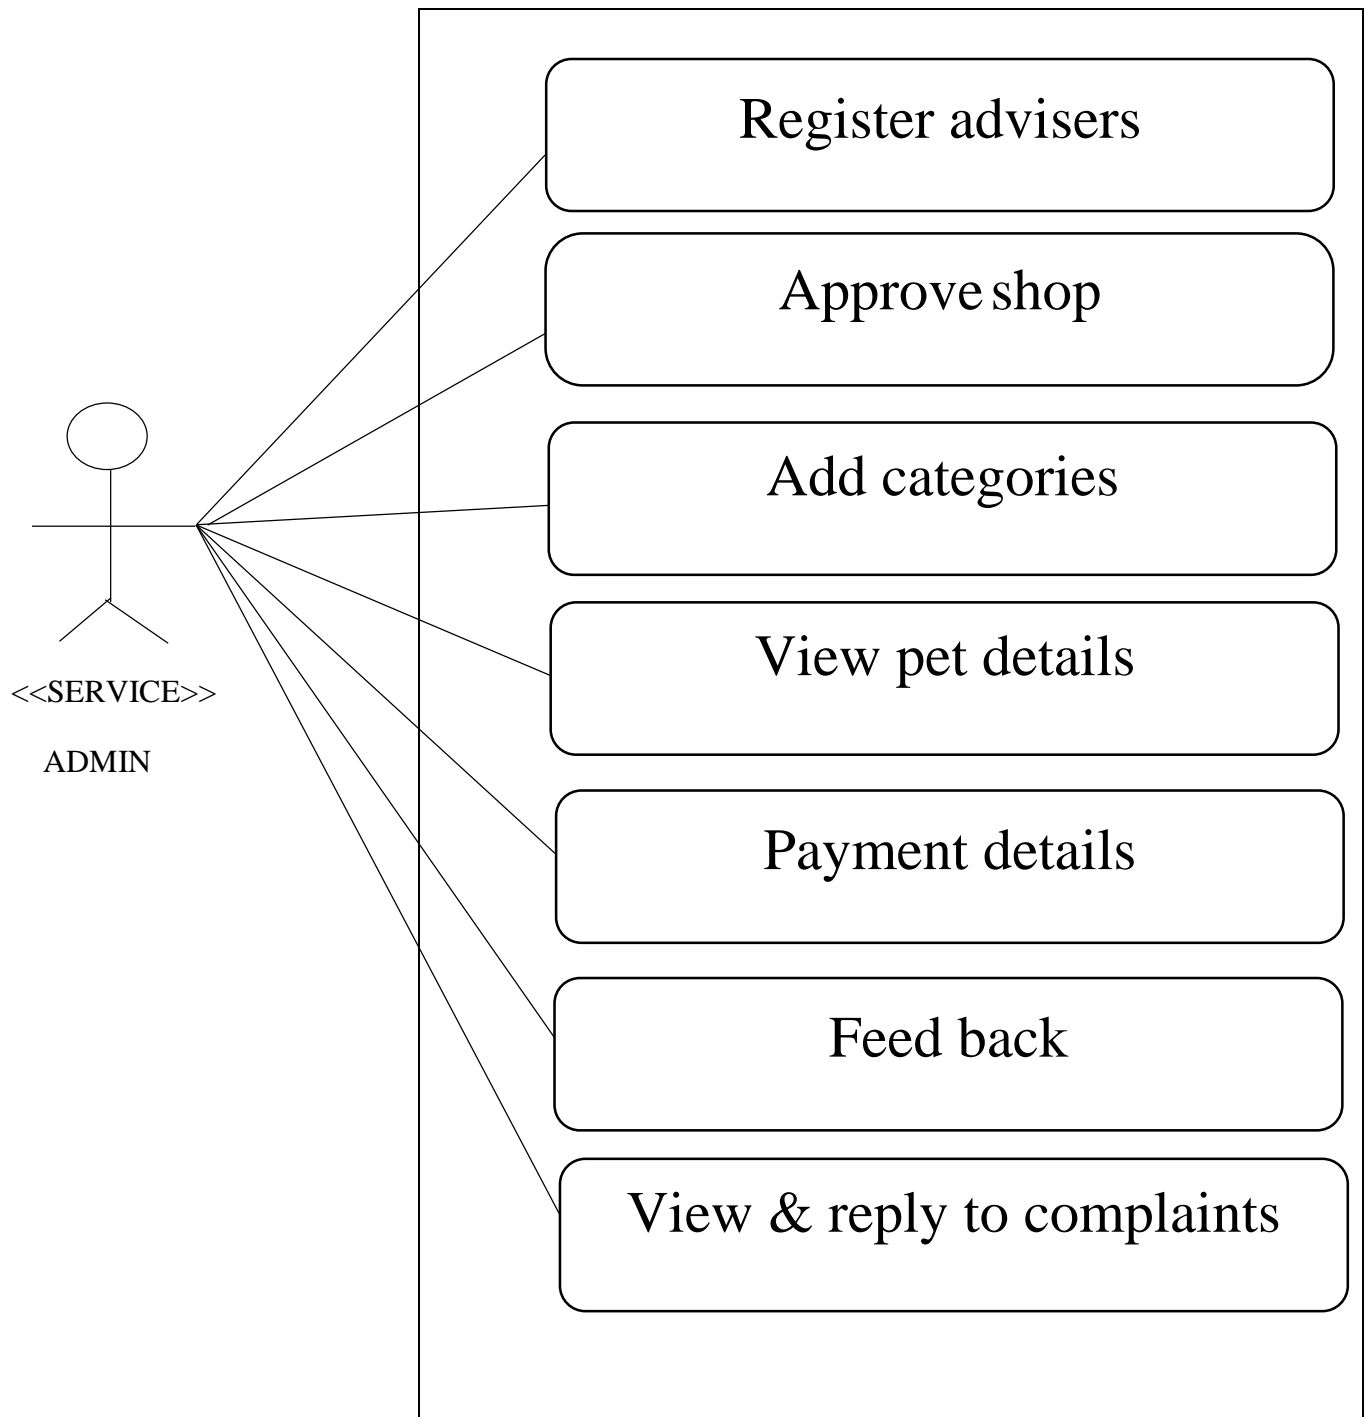 Register advisers
Approve shop
Add categories
View pet details
<<SERVICE>>
ADMIN
Payment details
Feed back
View & reply to complaints